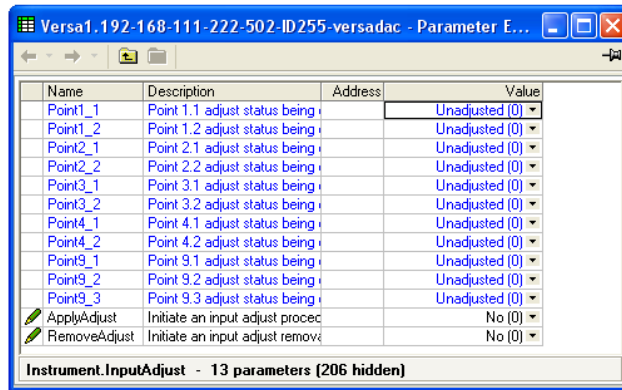 Versa1.192-168-111-222-502-ID255-versadac - Parameter E...
Name Description Address Value
Point1_1 Point 1.1 adjust status being Unadjusted (0)
Point1_2 Point 1.2 adjust status being Unadjusted (0)
Point2_1 Point 2.1 adjust status being Unadjusted (0)
Point2_2 Point 2.2 adjust status being Unadjusted (0)
Point3_1 Point 3.1 adjust status being Unadjusted (0)
Point3_2 Point 3.2 adjust status being Unadjusted (0)
Point4_1 Point 4.1 adjust status being Unadjusted (0)
Point4_2 Point 4.2 adjust status being Unadjusted (0)
Point9_1 Point 9.1 adjust status being Unadjusted (0)
Point9_2 Point 9.2 adjust status being Unadjusted (0)
Point9_3 Point 9.3 adjust status being Unadjusted (0)
ApplyAdjust Initiate an input adjust proced No (0)
RemoveAdjust Initiate an input adjust remova No (0)
Instrument.InputAdjust - 13 parameters (206 hidden)